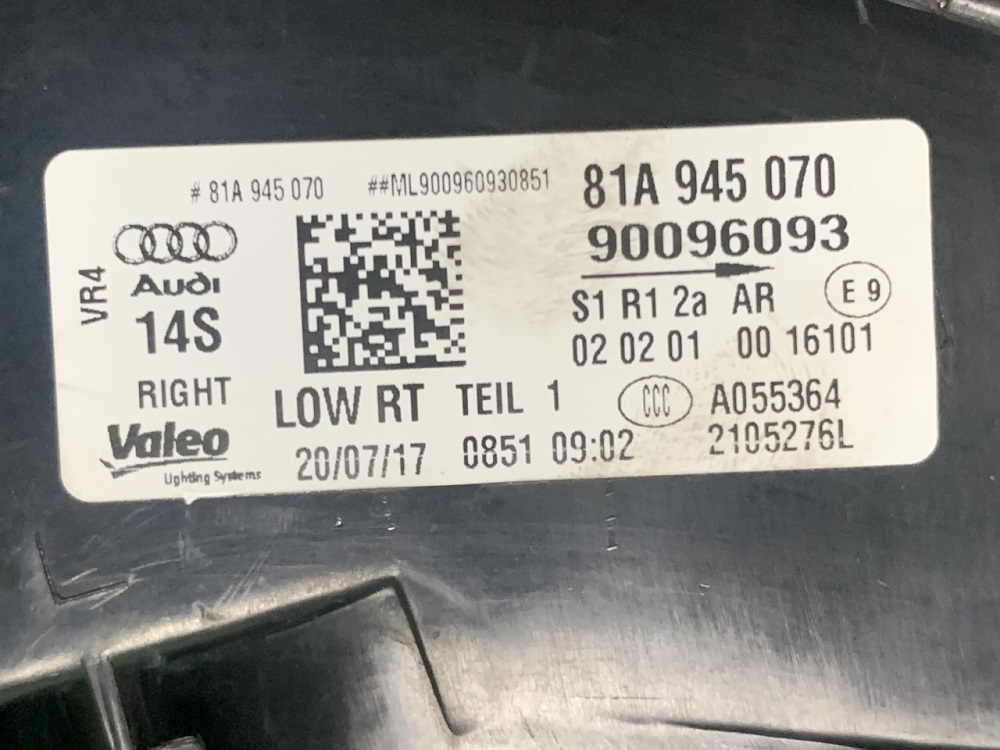 # 81A 945 070 ##ML900960930851 81A 945 070
90096093
VR4
Audi
14S
S1 R1 2a AR E 9
02 02 01 00 16101
RIGHT
LOW RT TEIL 1 CCC A055364
Valeo
Lighting Systems
20/07/17 0851 09:02 2105276L